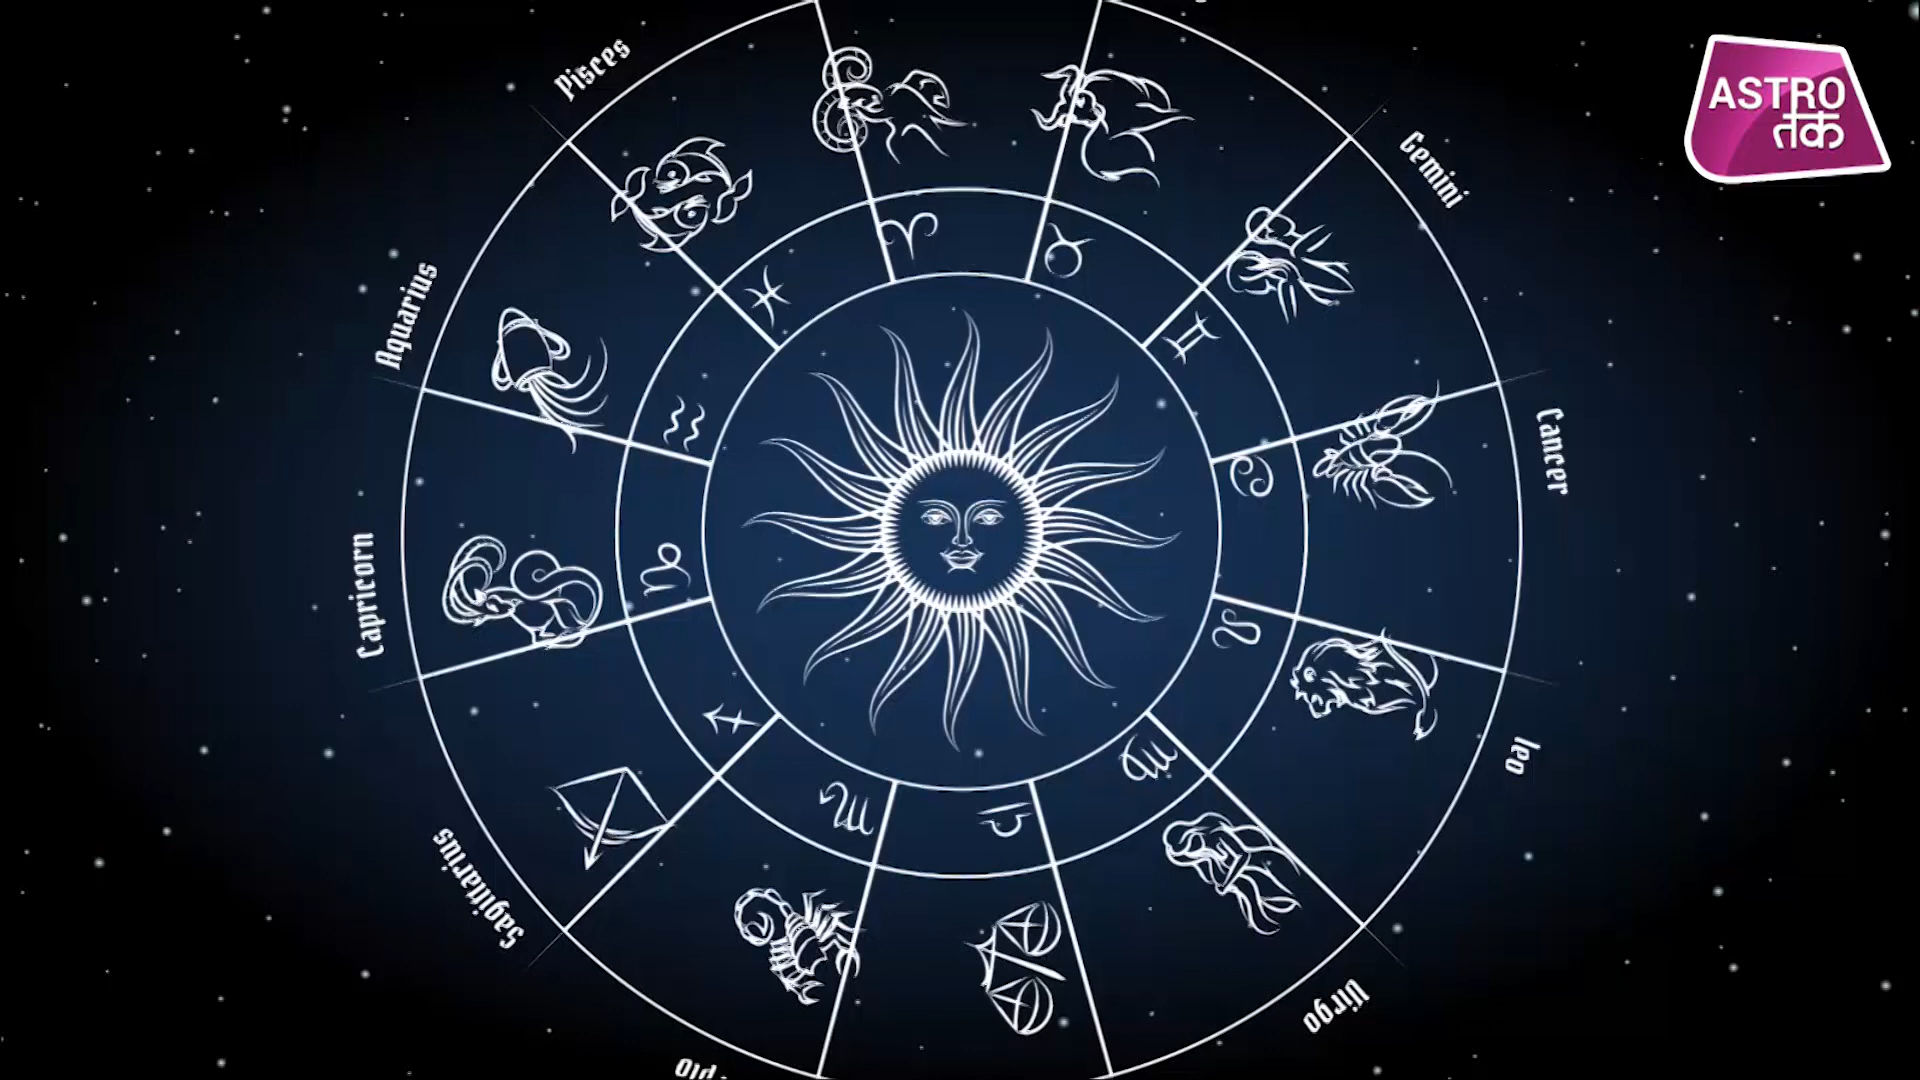 Pisces
ASTRO
तक
Gemini
Aquarius
Cancer
Capricorn
leo
Sagittarius
Virgo